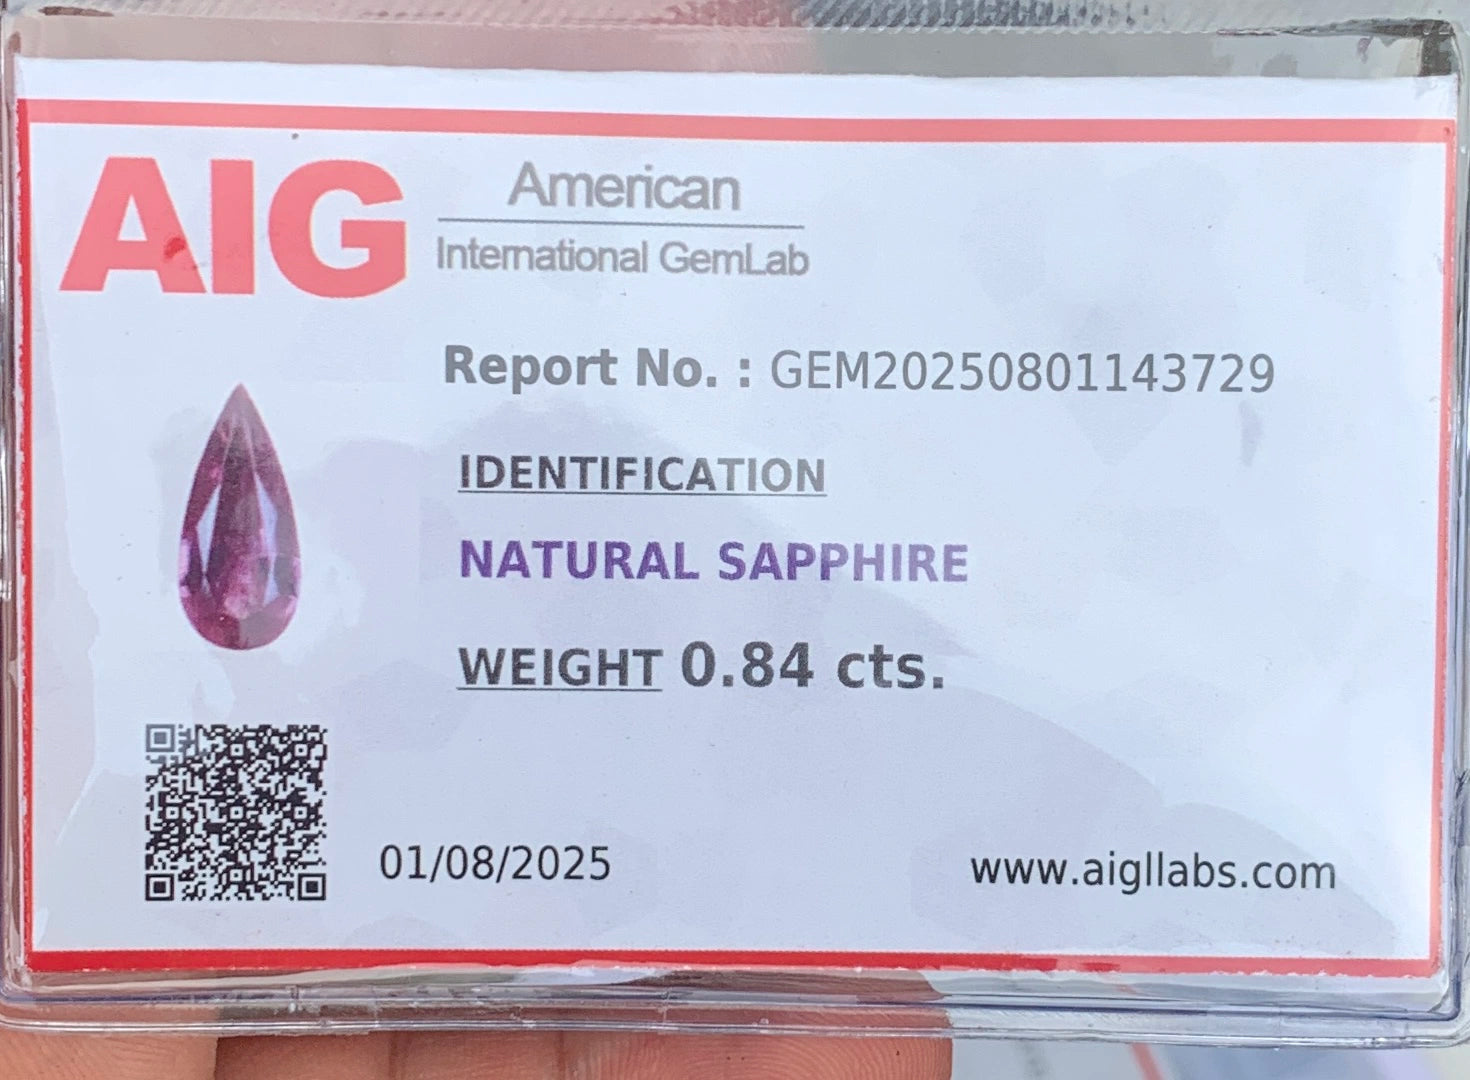 AIG
American
International GemLab
Report No. : GEM20250801143729
IDENTIFICATION
NATURAL SAPPHIRE
WEIGHT 0.84 cts.
01/08/2025
www.aigllabs.com